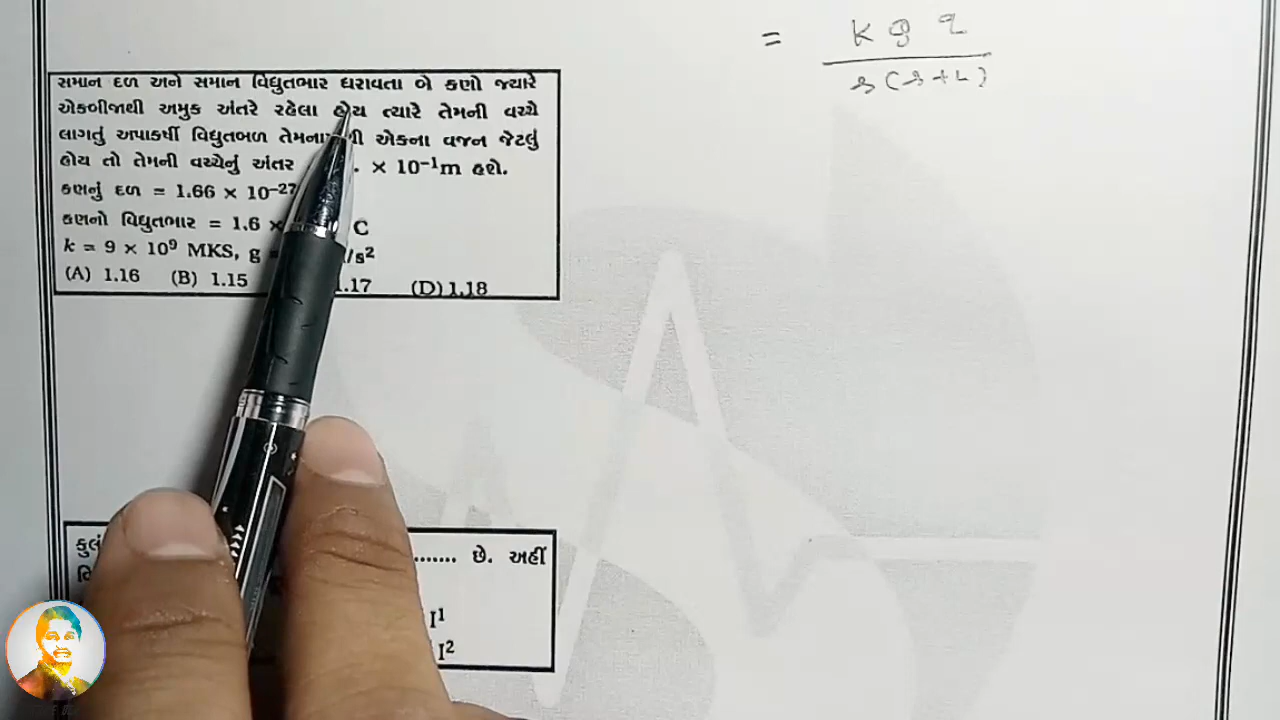 = k Q q
r(r+L)
સમાન દળ અને સમાન વિદ્યુતભાર ધરાવતા બે કણો જ્યારે
એકબીજાથી અમુક અંતરે રહેલા હોય ત્યારે તેમની વચ્ચે
લાગતું અપાકર્ષી વિદ્યુતબળ એકના વજન જેટલું
હોય તો તેમની વચ્ચેનું અંતર × 10⁻¹m હશે.
કણનું દળ = 1.66 × 10⁻²⁷
કણનો વિદ્યુતભાર = 1.6 × C
k = 9 × 10⁹ MKS, g /s²
(A) 1.16 (B) 1.15 1.17 (D) 1.18
....... છે. અહીં
I¹
I²